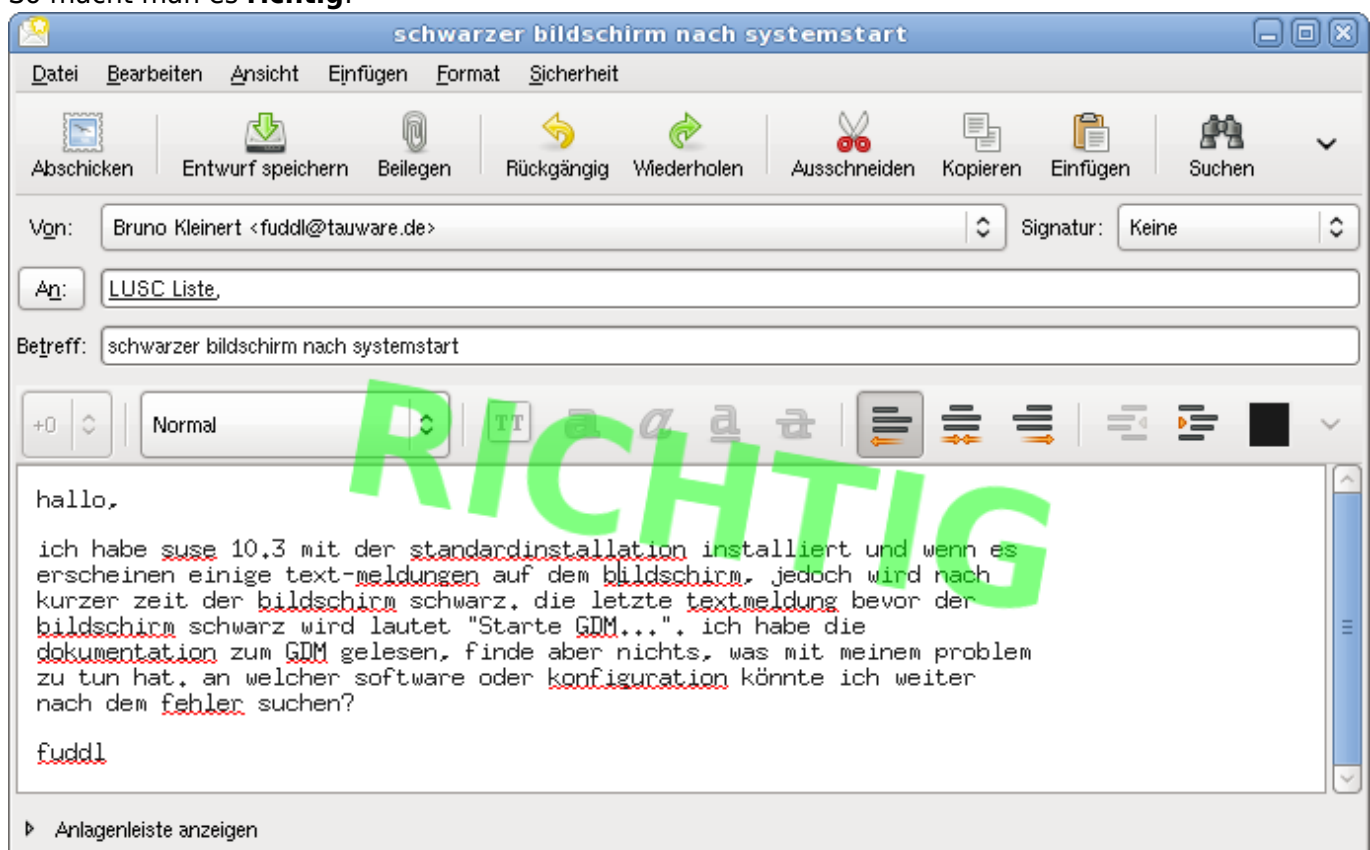 So macht man es richtig:
schwarzer bildschirm nach systemstart
Datei Bearbeiten Ansicht Einfügen Format Sicherheit
Abschicken Entwurf speichern Beilegen Rückgängig Wiederholen Ausschneiden Kopieren Einfügen Suchen
Von: Bruno Kleinert <fuddl@tauware.de> Signatur: Keine
An: LUSC Liste,
Betreff: schwarzer bildschirm nach systemstart
+0 Normal TT a a a a
RICHTIG
hallo,
ich habe suse 10.3 mit der standardinstallation installiert und wenn es
erscheinen einige text-meldungen auf dem bildschirm, jedoch wird nach
kurzer zeit der bildschirm schwarz. die letzte textmeldung bevor der
bildschirm schwarz wird lautet "Starte GDM...". ich habe die
dokumentation zum GDM gelesen, finde aber nichts, was mit meinem problem
zu tun hat. an welcher software oder konfiguration könnte ich weiter
nach dem fehler suchen?
fuddl
Anlagenleiste anzeigen